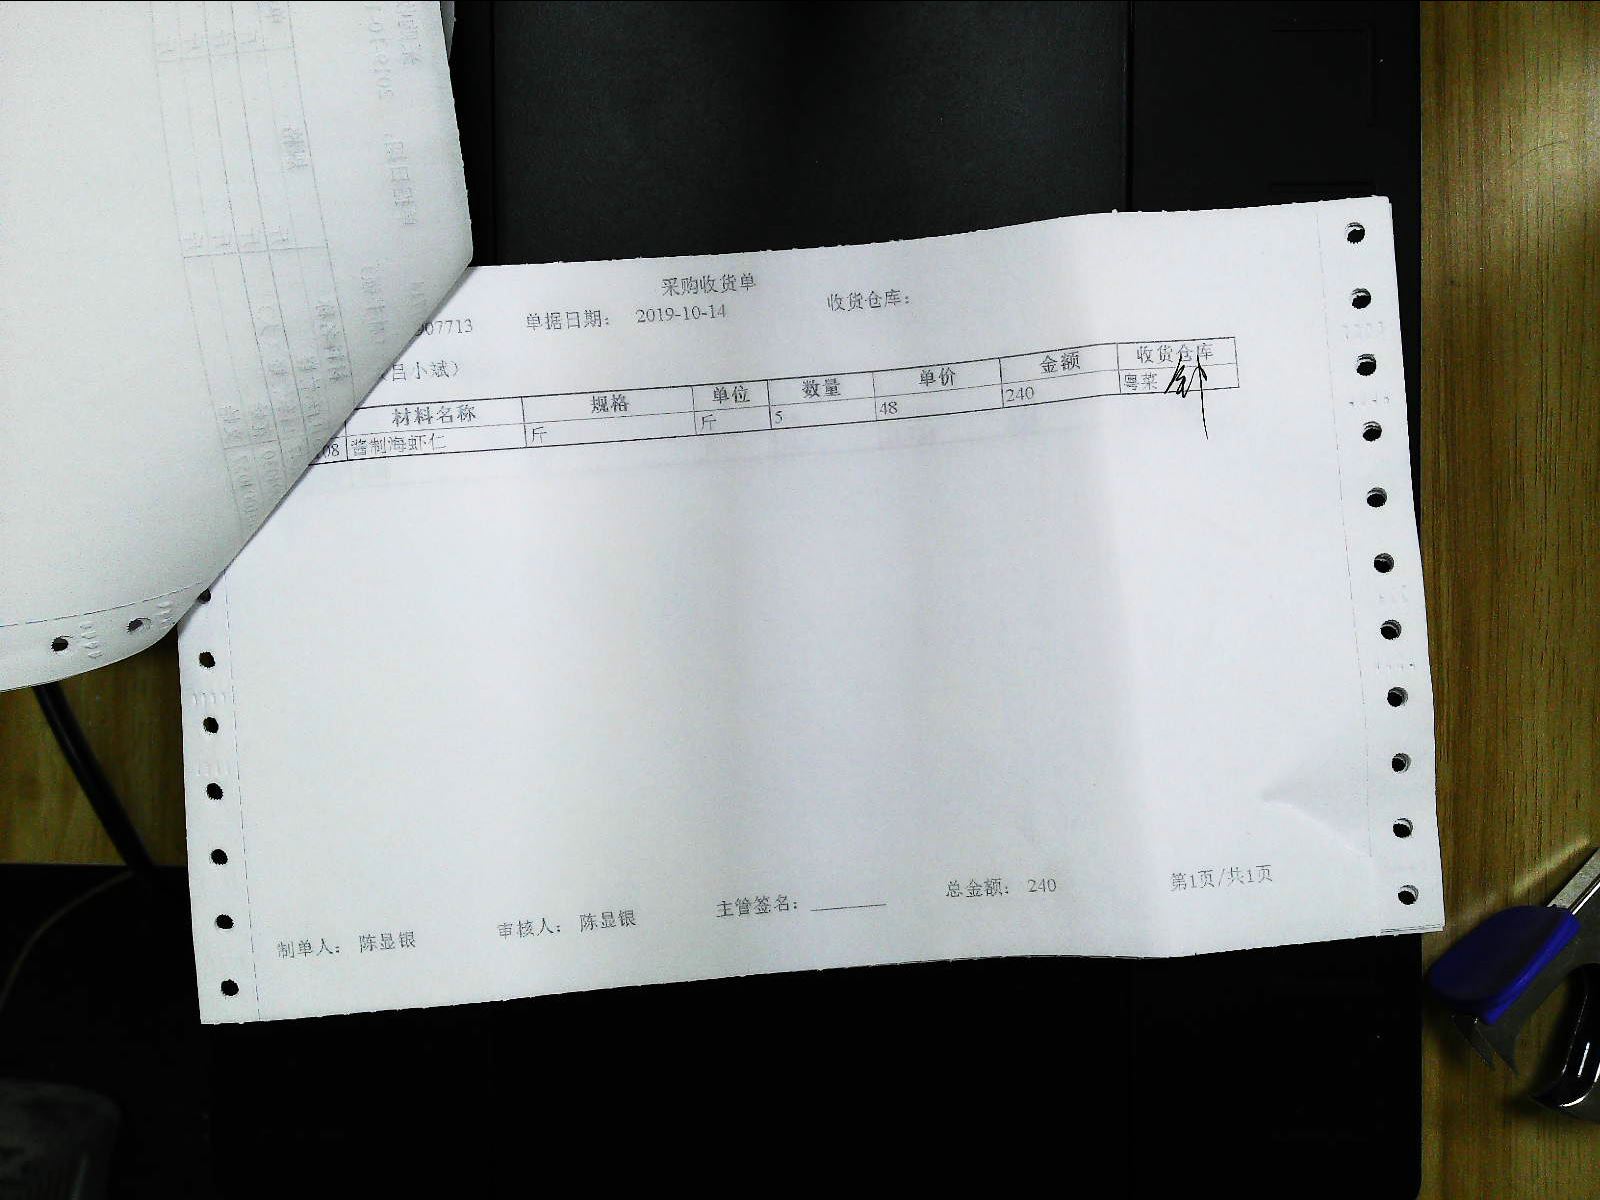 采购收货单
907713 单据日期： 2019-10-14 收货仓库：
吕小斌）
材料名称 规格 单位 数量 单价 金额 收货仓库
08 酱制海虾仁 斤 斤 5 48 240 粤菜
制单人： 陈显银 审核人： 陈显银 主管签名： 总金额： 240 第1页/共1页